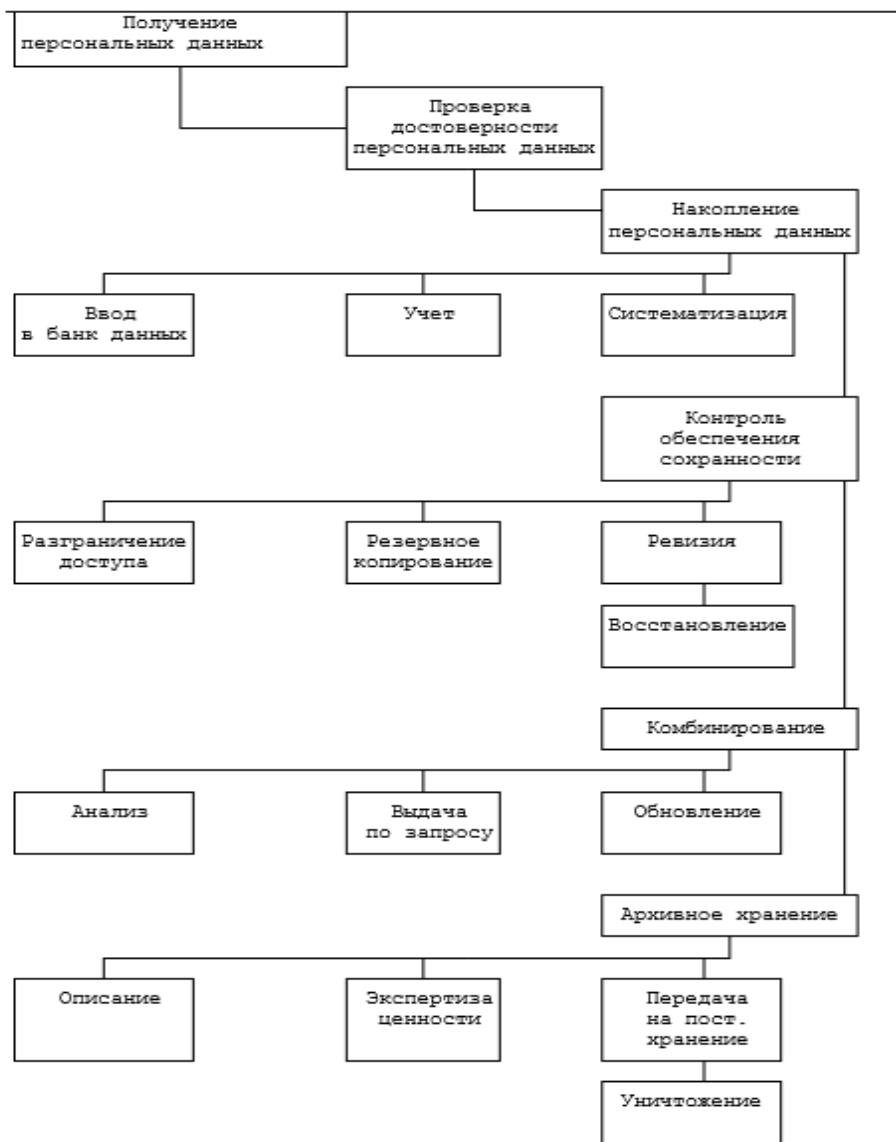 Получение
персональных данных
Проверка
достоверности
персональных данных
Накопление
персональных данных
Ввод
в банк данных
Учет
Систематизация
Контроль
обеспечения
сохранности
Разграничение
доступа
Резервное
копирование
Ревизия
Восстановление
Комбинирование
Анализ
Выдача
по запросу
Обновление
Архивное хранение
Описание
Экспертиза
ценности
Передача
на пост.
хранение
Уничтожение